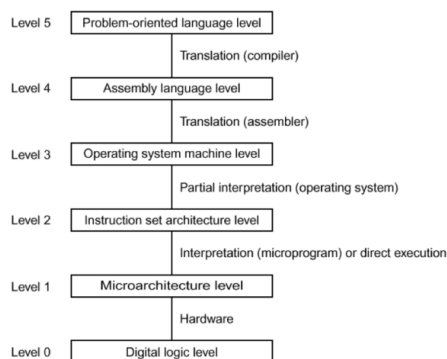 Level 5 Problem-oriented language level
Translation (compiler)
Level 4 Assembly language level
Translation (assembler)
Level 3 Operating system machine level
Partial interpretation (operating system)
Level 2 Instruction set architecture level
Interpretation (microprogram) or direct execution
Level 1 Microarchitecture level
Hardware
Level 0 Digital logic level